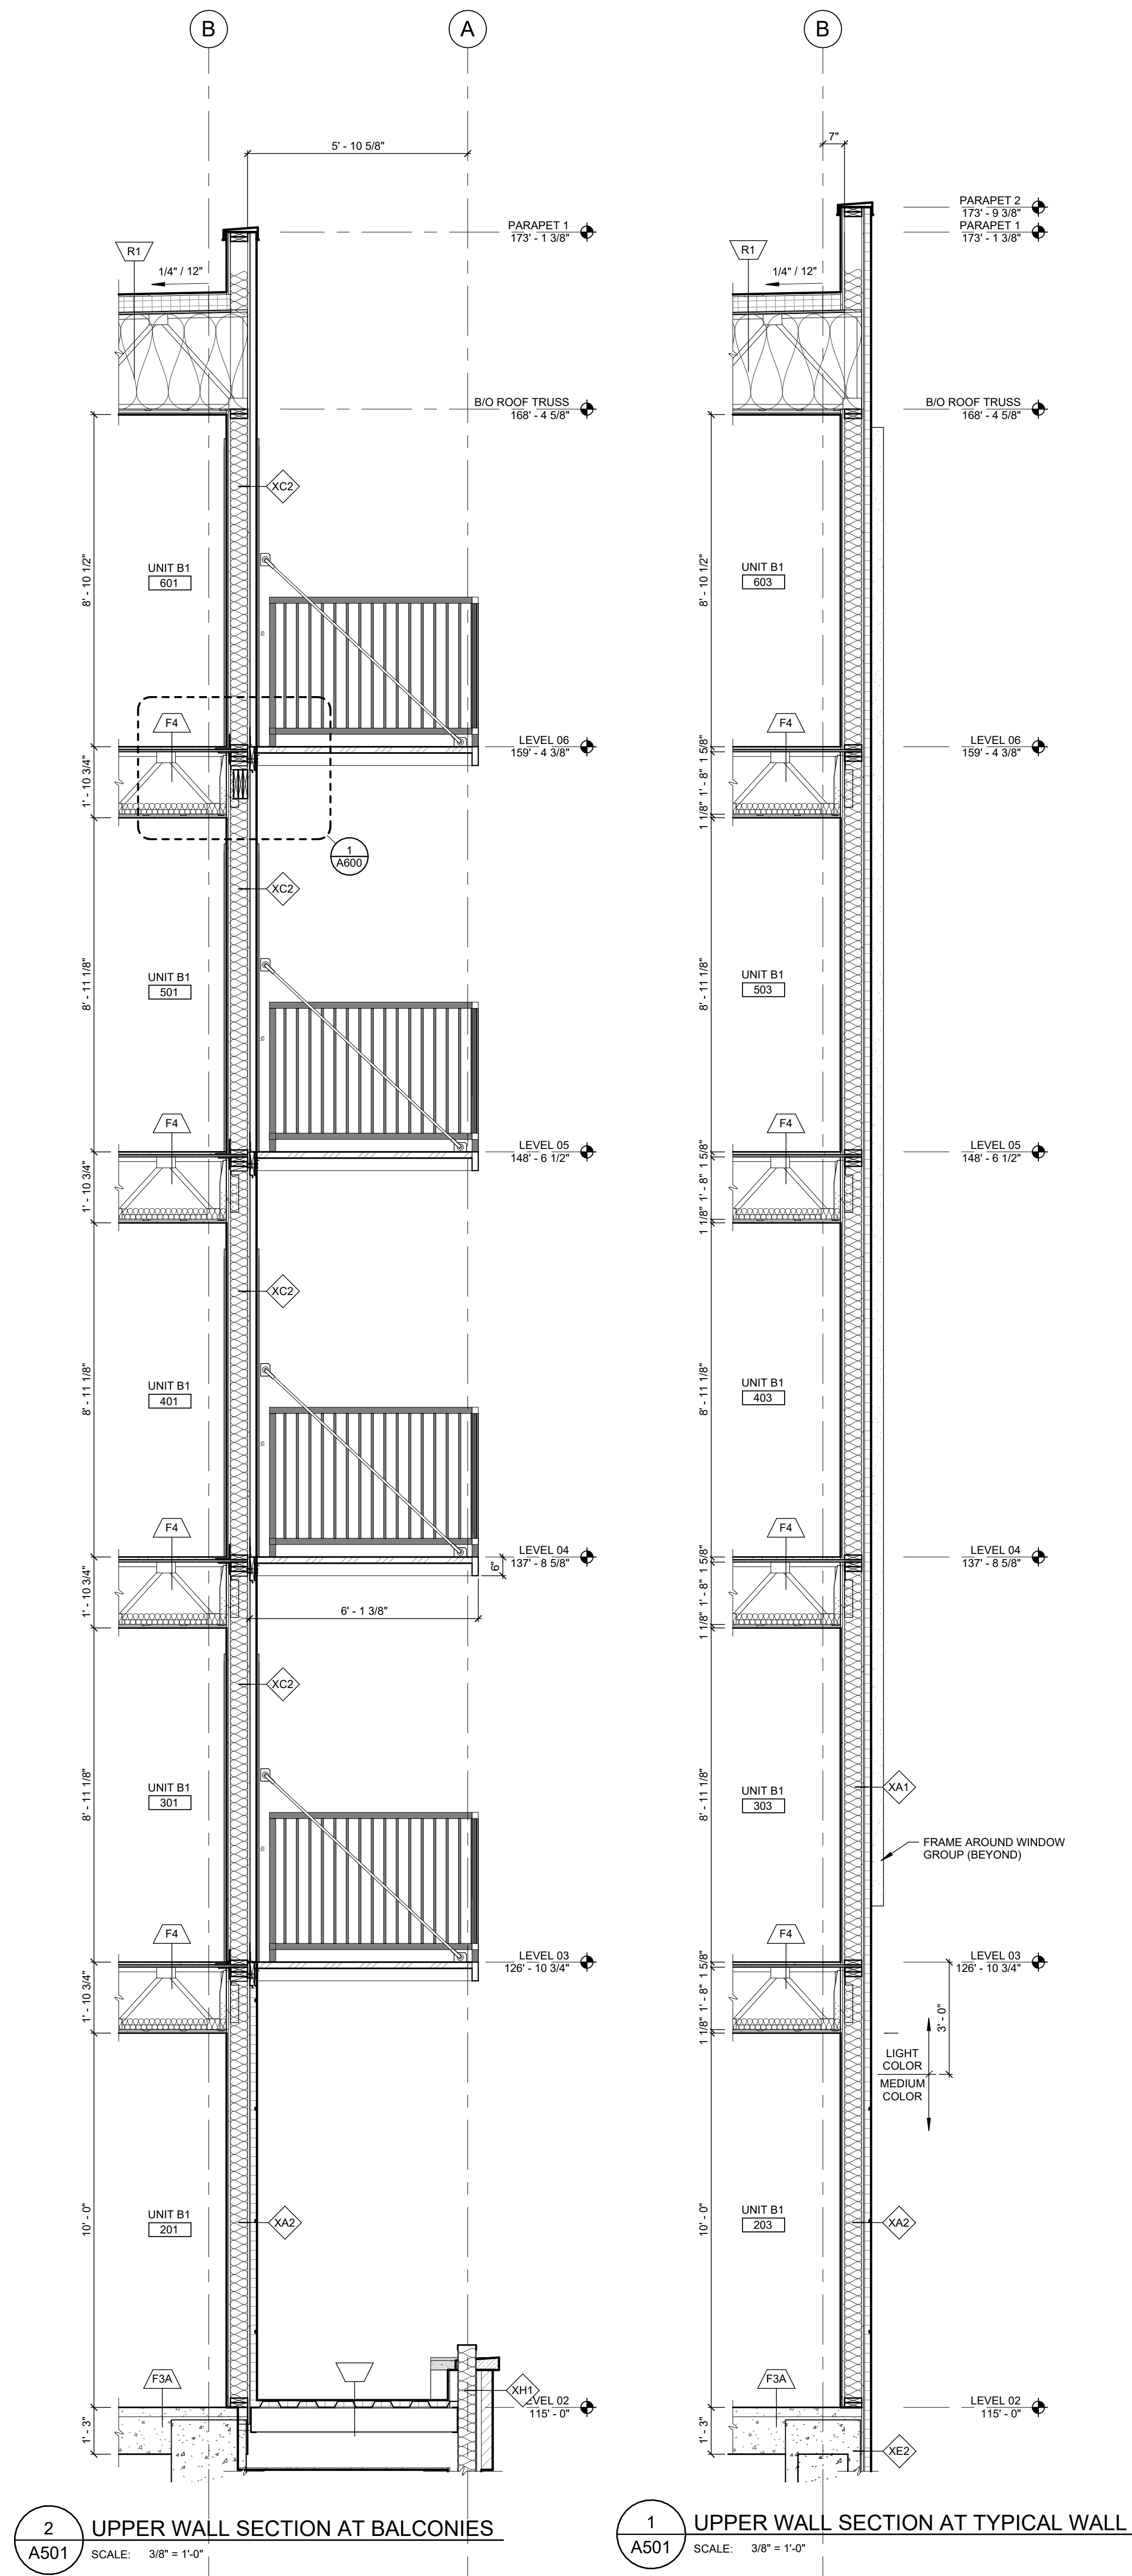 B
A
5' - 10 5/8"
PARAPET 1
173' - 1 3/8"
R1
1/4" / 12"
B/O ROOF TRUSS
168' - 4 5/8"
XC2
8' - 10 1/2"
UNIT B1
601
F4
LEVEL 06
159' - 4 3/8"
1' - 10 3/4"
1
A600
XC2
8' - 11 1/8"
UNIT B1
501
F4
LEVEL 05
148' - 6 1/2"
1' - 10 3/4"
XC2
8' - 11 1/8"
UNIT B1
401
F4
LEVEL 04
137' - 8 5/8"
6"
1' - 10 3/4"
6' - 1 3/8"
XC2
8' - 11 1/8"
UNIT B1
301
F4
LEVEL 03
126' - 10 3/4"
1' - 10 3/4"
10' - 0"
UNIT B1
201
XA2
F3A
XH1
EVEL 02
115' - 0"
1' - 3"
2
A501
UPPER WALL SECTION AT BALCONIES
SCALE: 3/8" = 1'-0"
B
7"
PARAPET 2
173' - 9 3/8"
PARAPET 1
173' - 1 3/8"
R1
1/4" / 12"
B/O ROOF TRUSS
168' - 4 5/8"
8' - 10 1/2"
UNIT B1
603
F4
LEVEL 06
159' - 4 3/8"
1 5/8"
1' - 8"
1 1/8"
8' - 11 1/8"
UNIT B1
503
F4
LEVEL 05
148' - 6 1/2"
1 5/8"
1' - 8"
1 1/8"
8' - 11 1/8"
UNIT B1
403
F4
LEVEL 04
137' - 8 5/8"
1 5/8"
1' - 8"
1 1/8"
8' - 11 1/8"
UNIT B1
303
XA1
FRAME AROUND WINDOW
GROUP (BEYOND)
F4
LEVEL 03
126' - 10 3/4"
1 5/8"
1' - 8"
1 1/8"
3' - 0"
LIGHT
COLOR
MEDIUM
COLOR
10' - 0"
UNIT B1
203
XA2
F3A
LEVEL 02
115' - 0"
1' - 3"
XE2
1
A501
UPPER WALL SECTION AT TYPICAL WALL
SCALE: 3/8" = 1'-0"